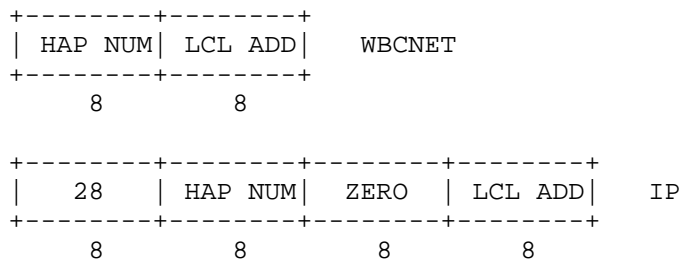 +--------+--------+
| HAP NUM| LCL ADD|    WBCNET
+--------+--------+
8 8
+--------+--------+--------+--------+
|   28   | HAP NUM|  ZERO  | LCL ADD|    IP
+--------+--------+--------+--------+
8 8 8 8